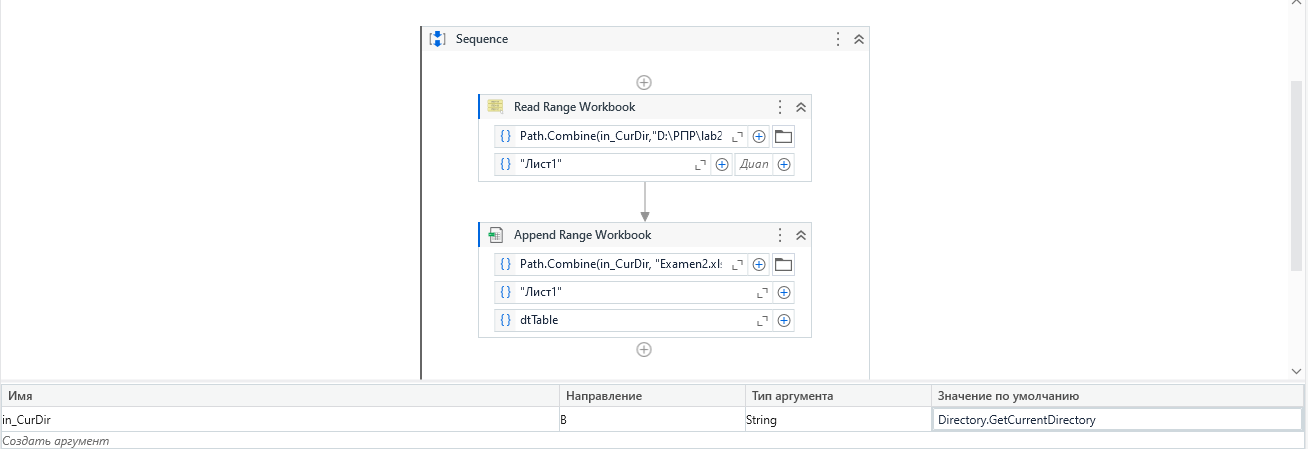 Sequence
Read Range Workbook
Path.Combine(in_CurDir,"D:\РПР\lab2
"Лист1" Диап
Append Range Workbook
Path.Combine(in_CurDir, "Examen2.xls
"Лист1"
dtTable
Имя Направление Тип аргумента Значение по умолчанию
in_CurDir В String Directory.GetCurrentDirectory
Создать аргумент